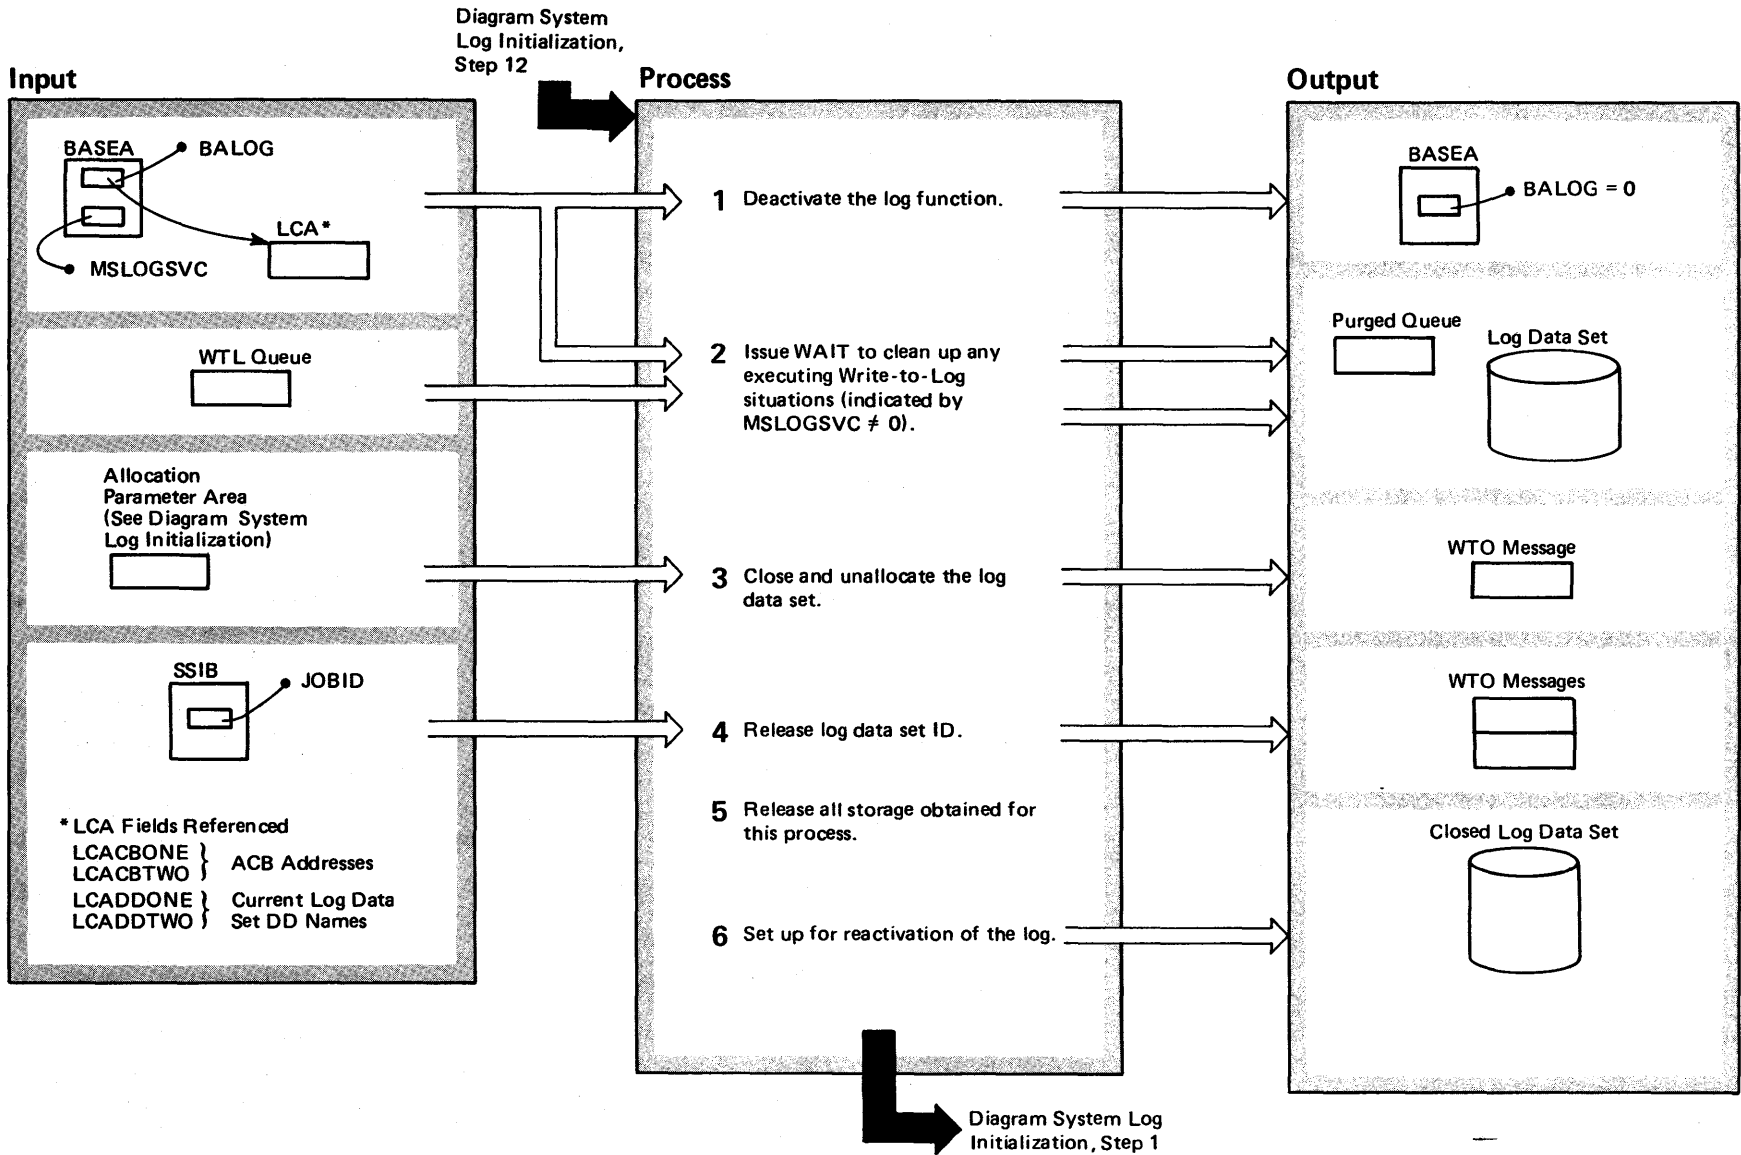 Diagram System
Log Initialization,
Step 12
Input
BASEA
BALOG
LCA*
MSLOGSVC
WTL Queue
Allocation
Parameter Area
(See Diagram System
Log Initialization)
SSIB
JOBID
* LCA Fields Referenced
LCACBONE }
LCACBTWO }
ACB Addresses
LCADDONE } Current Log Data
LCADDTWO } Set DD Names
Process
1 Deactivate the log function.
2 Issue WAIT to clean up any
executing Write-to-Log
situations (indicated by
MSLOGSVC ≠ 0).
3 Close and unallocate the log
data set.
4 Release log data set ID.
5 Release all storage obtained for
this process.
6 Set up for reactivation of the log.
Diagram System Log
Initialization, Step 1
Output
BASEA
BALOG = 0
Purged Queue
Log Data Set
WTO Message
WTO Messages
Closed Log Data Set